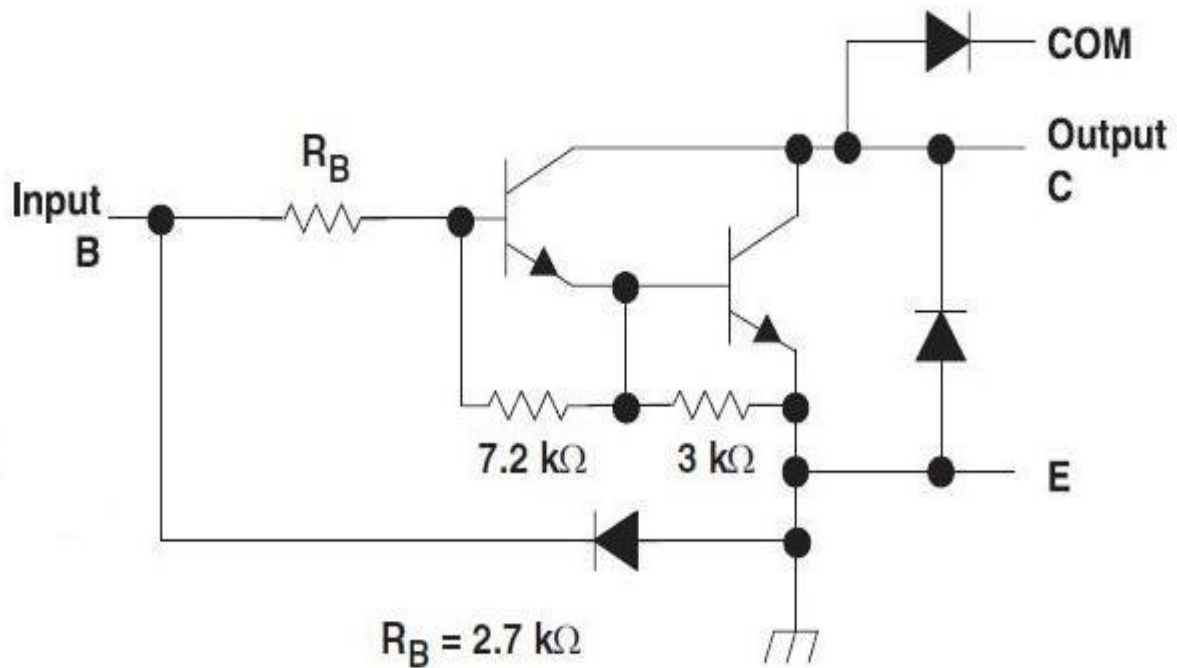 COM
Output
C
R_B
Input
B
7.2 kΩ
3 kΩ
E
R_B = 2.7 kΩ